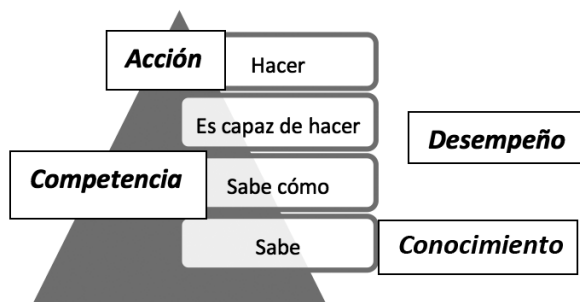 Acción
Hacer
Es capaz de hacer
Desempeño
Competencia
Sabe cómo
Sabe
Conocimiento